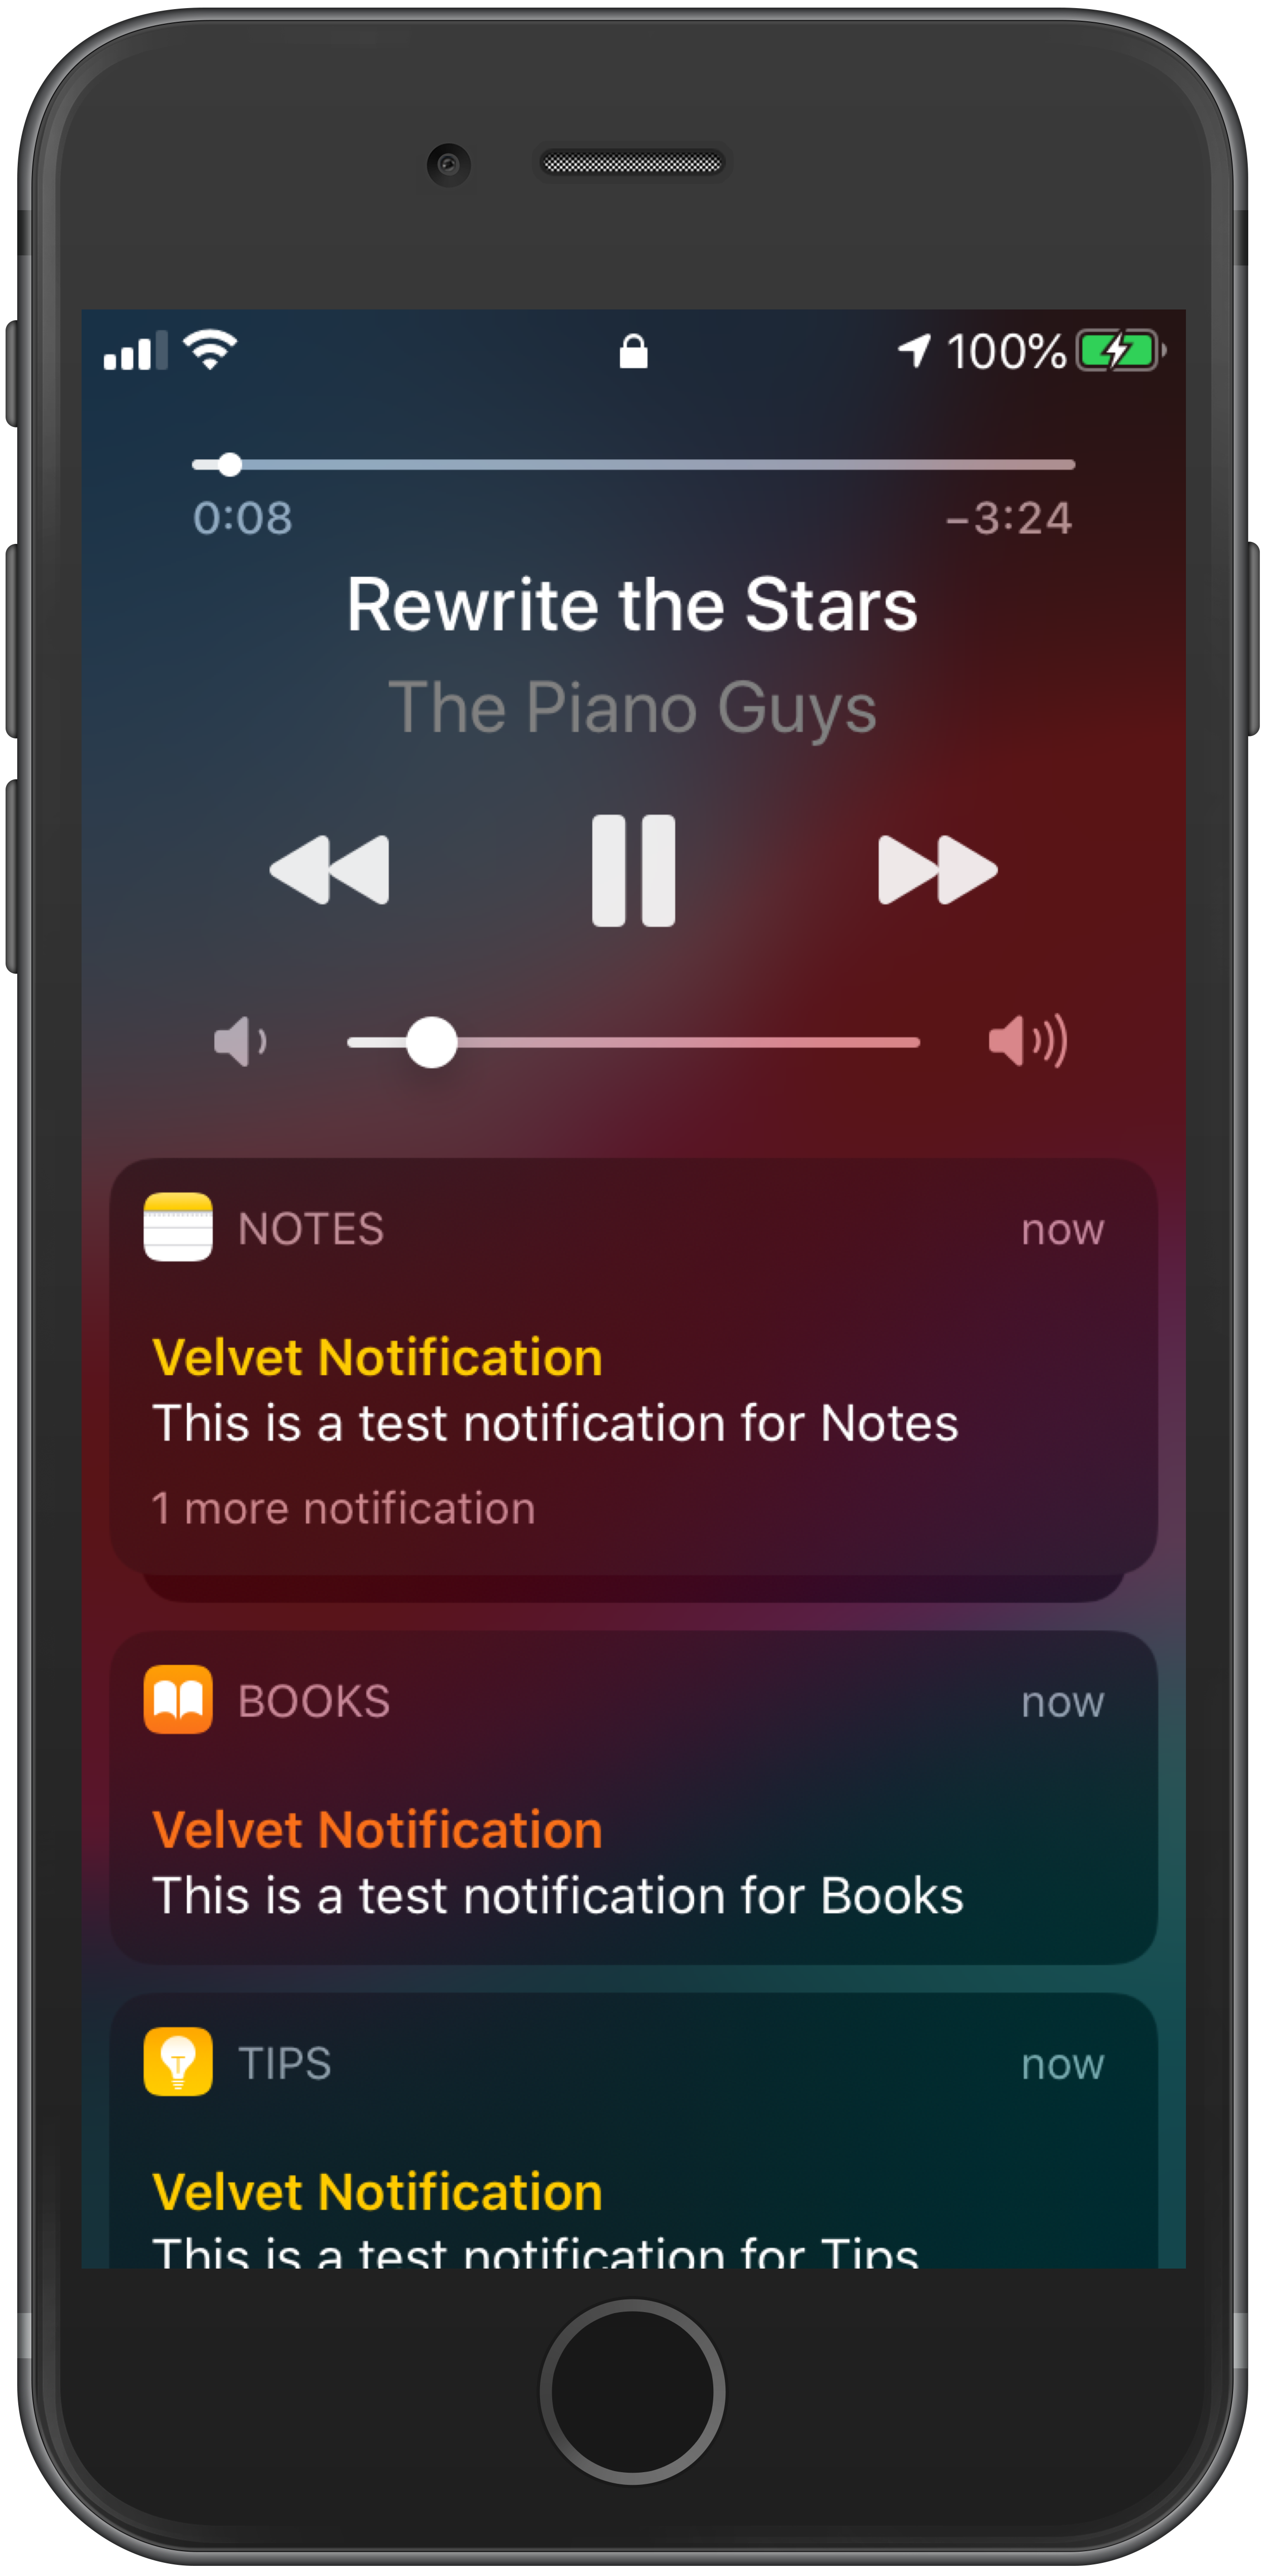 100%
0:08 −3:24
Rewrite the Stars
The Piano Guys
NOTES now
Velvet Notification
This is a test notification for Notes
1 more notification
BOOKS now
Velvet Notification
This is a test notification for Books
TIPS now
Velvet Notification
This is a test notification for Tips